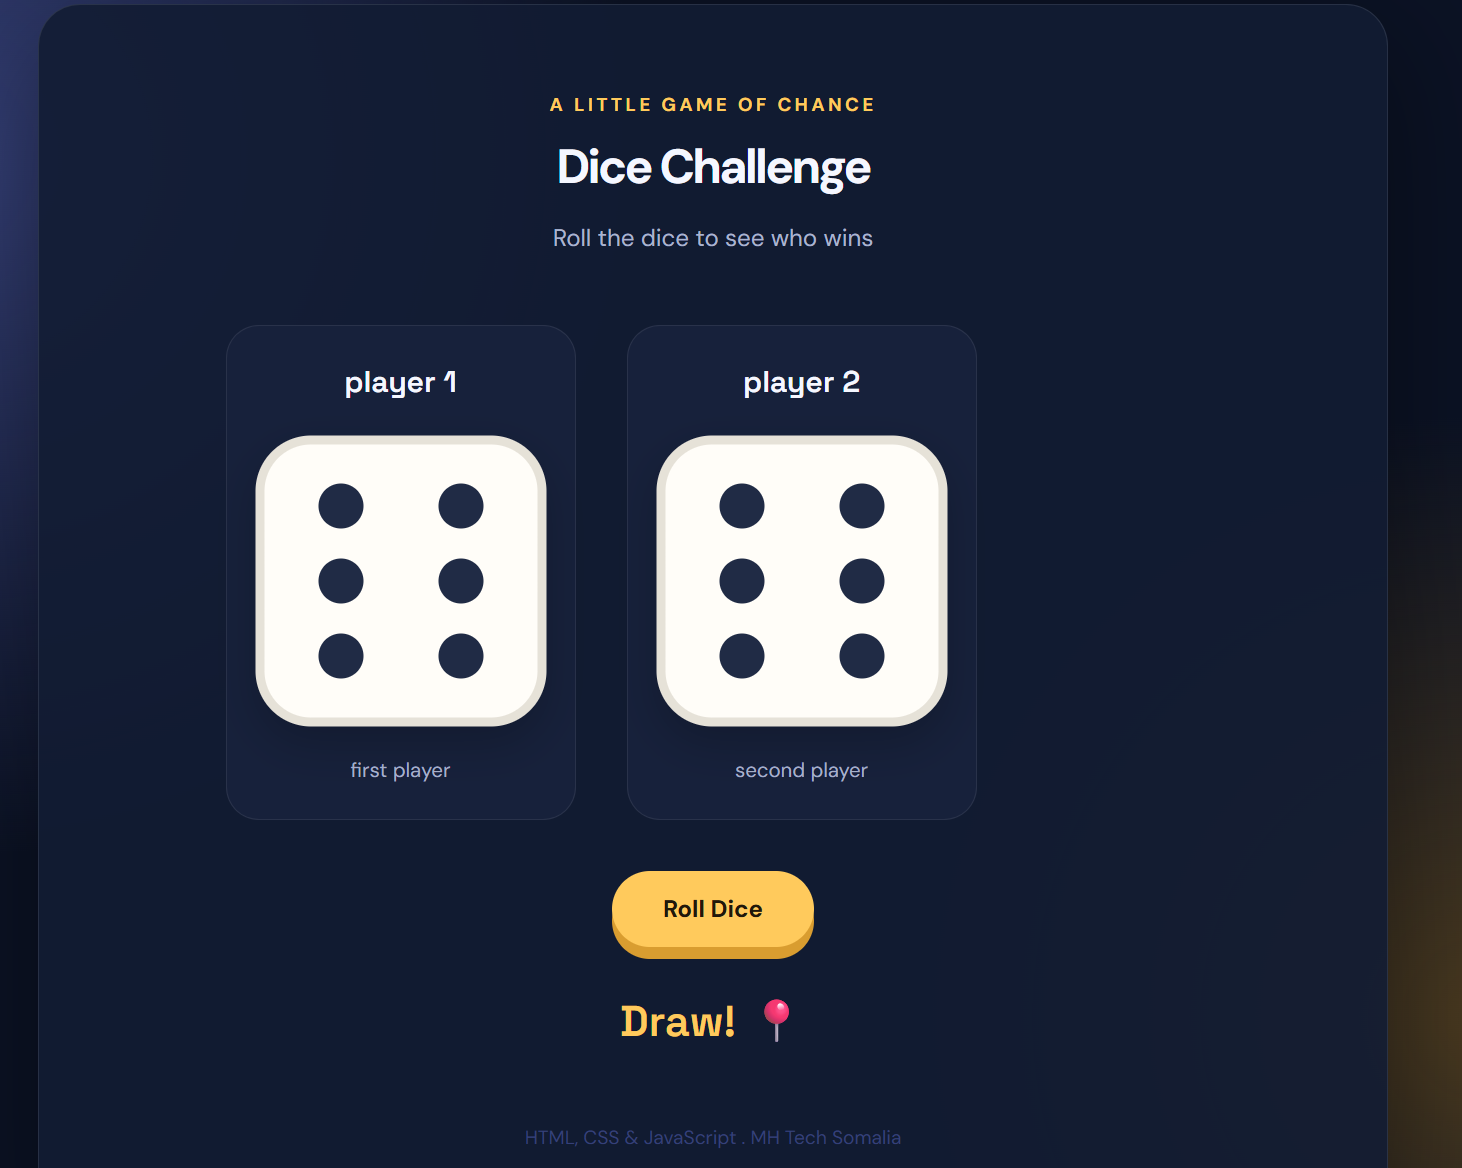 A LITTLE GAME OF CHANCE
Dice Challenge
Roll the dice to see who wins
player 1
player 2
first player
second player
Roll Dice
Draw! 📍
HTML, CSS & JavaScript . MH Tech Somalia